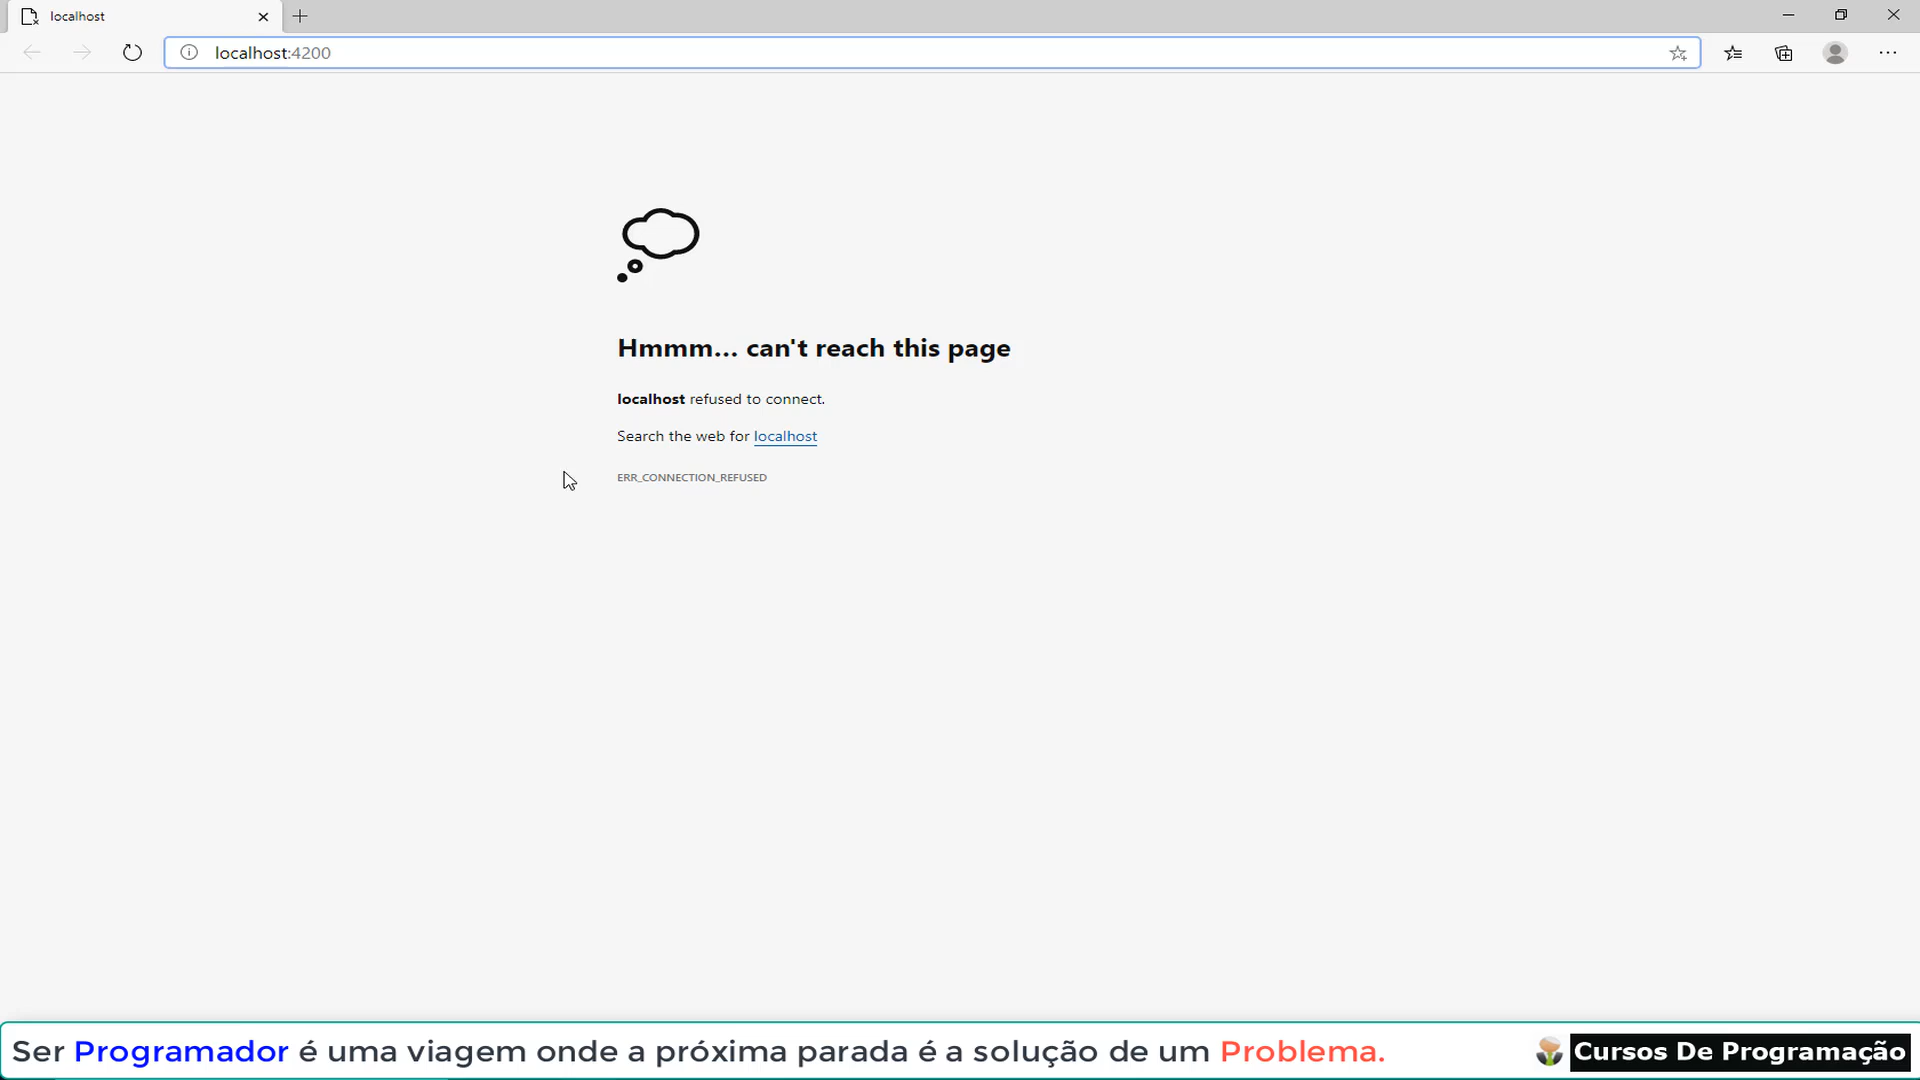 localhost
localhost:4200
Hmmm... can't reach this page
localhost refused to connect.
Search the web for localhost
ERR_CONNECTION_REFUSED
Ser Programador é uma viagem onde a próxima parada é a solução de um Problema.
Cursos De Programação